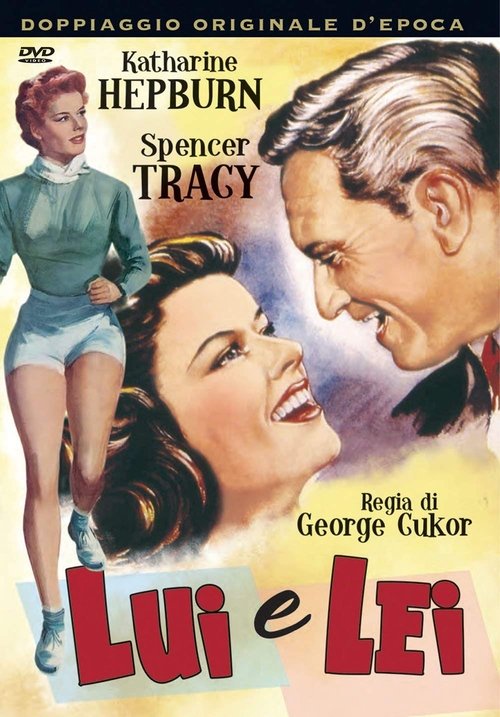 DOPPIAGGIO ORIGINALE D'EPOCA
DVD
VIDEO
Katharine
HEPBURN
Spencer
TRACY
Regia di
George Cukor
Lui e Lei